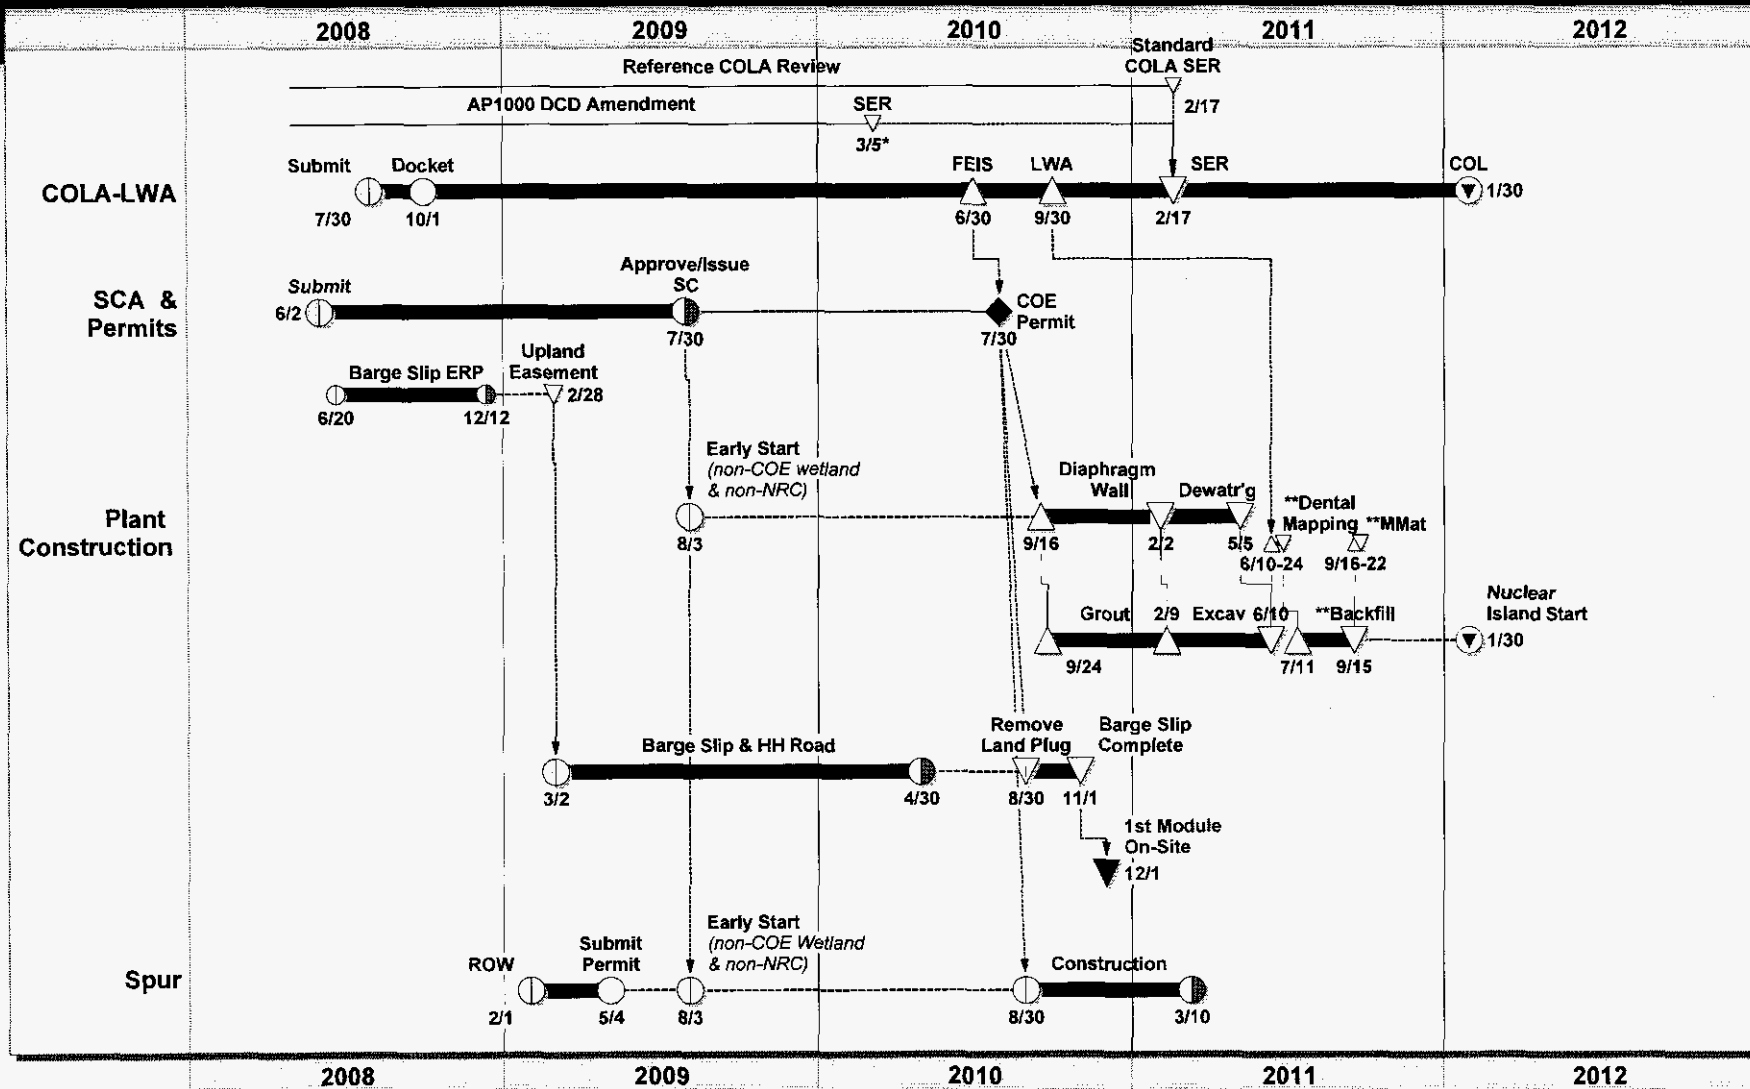 2008 2009 2010 2011 2012
Reference COLA Review
Standard
COLA SER
2/17
AP1000 DCD Amendment
SER
3/5*
COLA-LWA
Submit
7/30
Docket
10/1
FEIS
6/30
LWA
9/30
SER
2/17
COL
1/30
SCA &
Permits
Submit
6/2
Approve/Issue
SC
7/30
COE
Permit
7/30
Barge Slip ERP
6/20
12/12
Upland
Easement
2/28
Plant
Construction
Early Start
(non-COE wetland
& non-NRC)
8/3
Diaphragm
Wall
9/16
2/2
Dewatr'g
5/5
**Dental
Mapping
6/10-24
**MMat
9/16-22
Grout
9/24
2/9
Excav
6/10
**Backfill
7/11
9/15
Nuclear
Island Start
1/30
Barge Slip & HH Road
3/2
4/30
Remove
Land Plug
8/30
Barge Slip
Complete
11/1
1st Module
On-Site
12/1
Spur
ROW
2/1
Submit
Permit
5/4
Early Start
(non-COE Wetland
& non-NRC)
8/3
Construction
8/30
3/10
2008 2009 2010 2011 2012